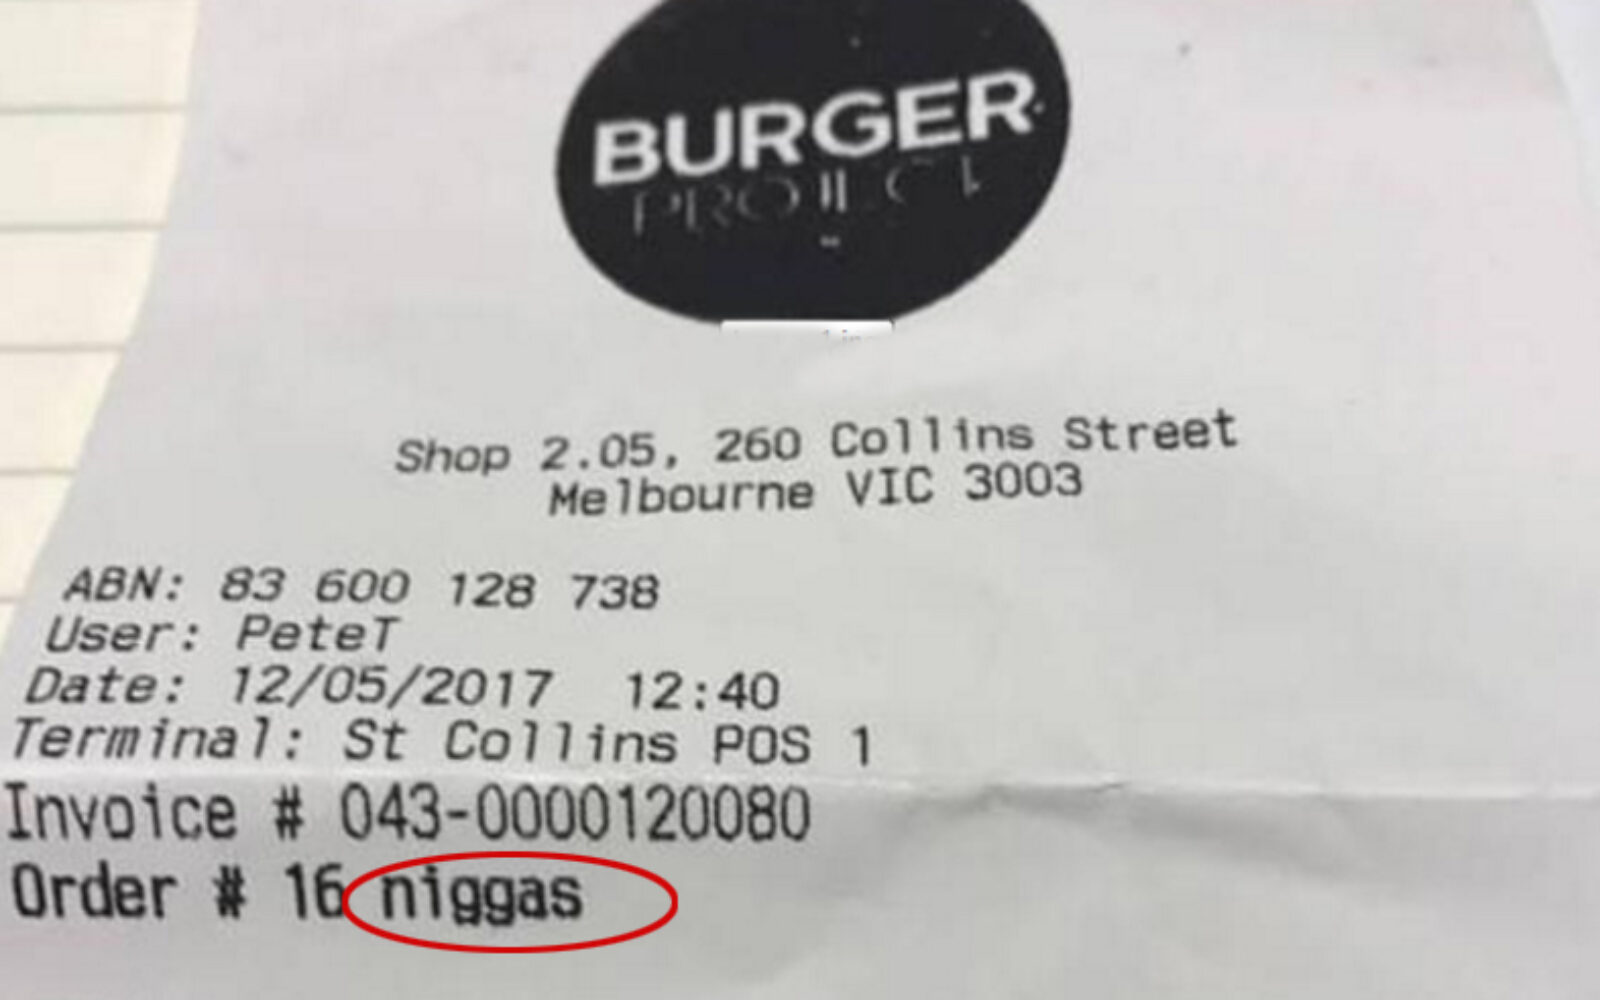 BURGER
PROJECT
Shop 2.05, 260 Collins Street
Melbourne VIC 3003
ABN: 83 600 128 738
User: PeteT
Date: 12/05/2017 12:40
Terminal: St Collins POS 1
Invoice # 043-0000120080
Order # 16 niggas